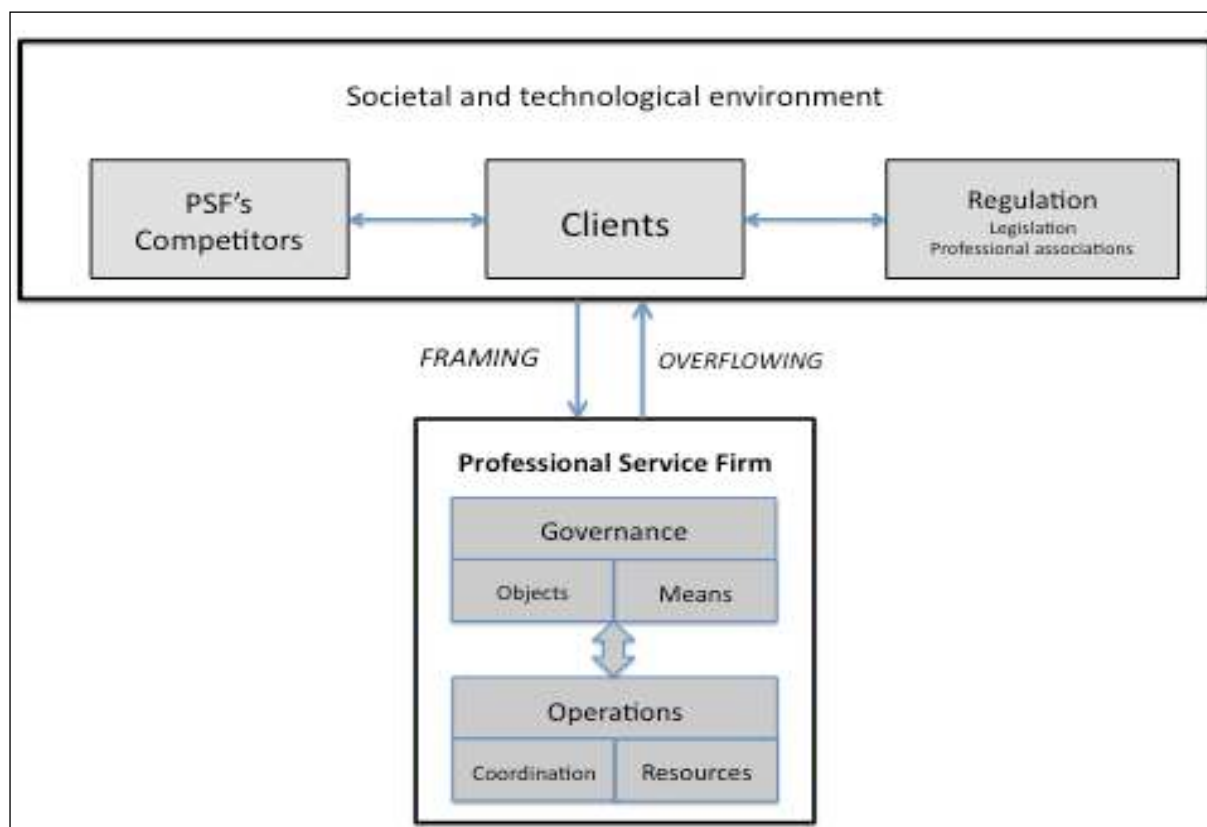 Societal and technological environment
PSF's
Competitors
Clients
Regulation
Legislation
Professional associations
FRAMING
OVERFLOWING
Professional Service Firm
Governance
Objects
Means
Operations
Coordination
Resources